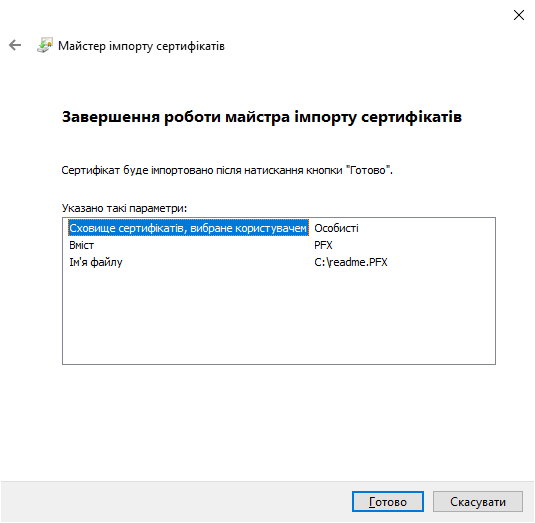 Майстер імпорту сертифікатів
Завершення роботи майстра імпорту сертифікатів
Сертифікат буде імпортовано після натискання кнопки "Готово".
Указано такі параметри:
Сховище сертифікатів, вибране користувачем Особисті
Вміст PFX
Ім'я файлу C:\readme.PFX
Готово Скасувати